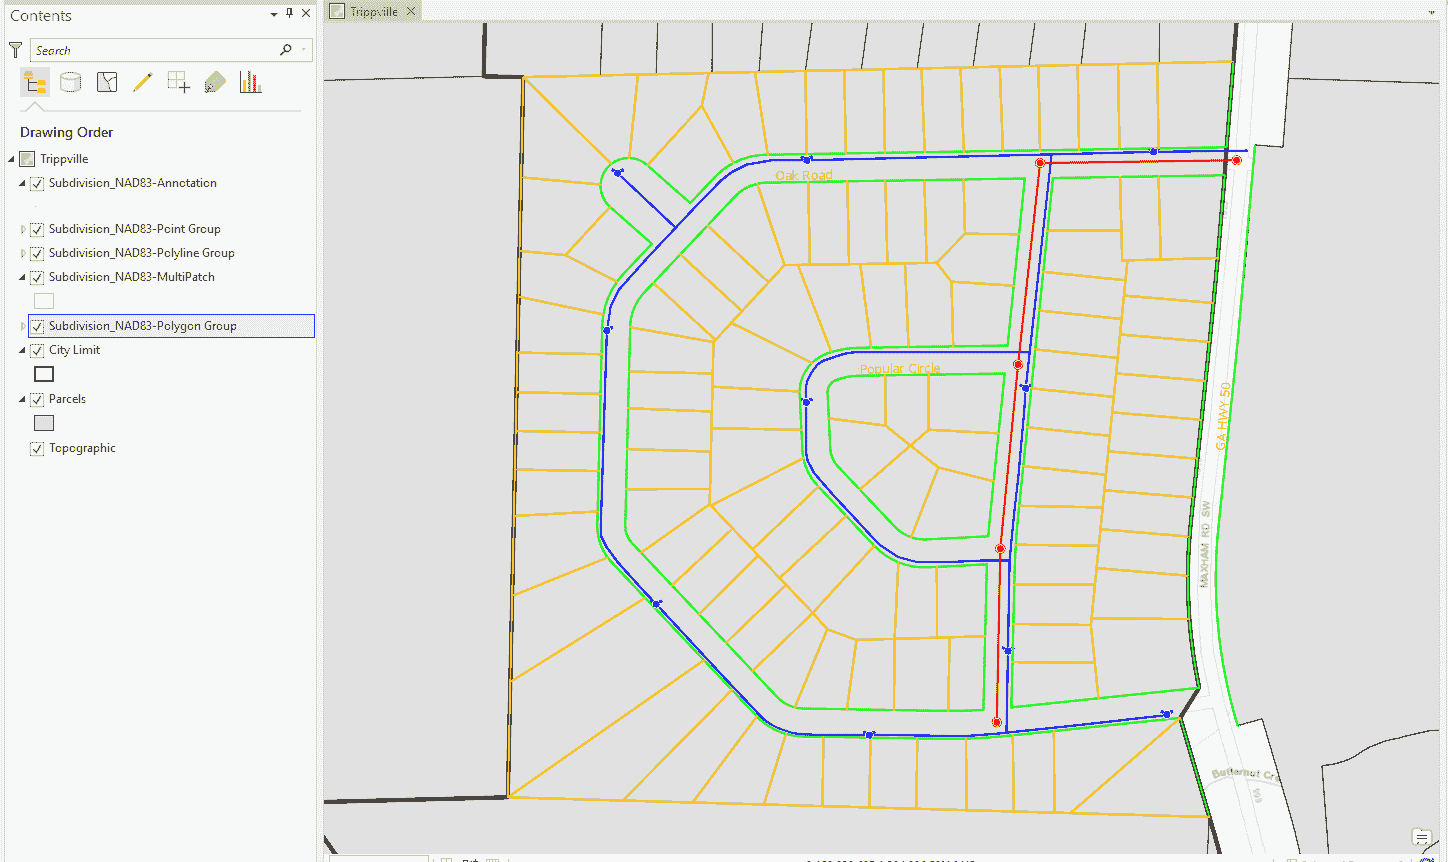 Contents
Trippville
Search
Drawing Order
Trippville
Subdivision_NAD83-Annotation
Subdivision_NAD83-Point Group
Subdivision_NAD83-Polyline Group
Subdivision_NAD83-MultiPatch
Subdivision_NAD83-Polygon Group
City Limit
Parcels
Topographic
Oak Road
Popular Circle
GA HWY 50
MAXHAM RD SW
Butternut Cre